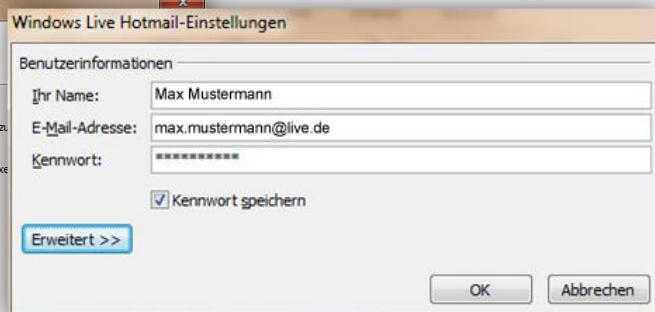 Windows Live Hotmail-Einstellungen
Benutzerinformationen
Ihr Name: Max Mustermann
E-Mail-Adresse: max.mustermann@live.de
Kennwort: **********
Kennwort speichern
Erweitert >>
OK Abbrechen